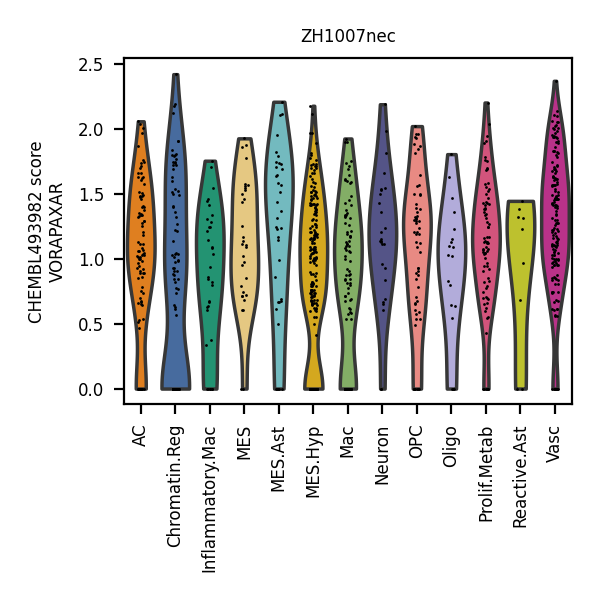 ZH1007nec
CHEMBL493982 score
VORAPAXAR
2.5
2.0
1.5
1.0
0.5
0.0
AC
Chromatin.Reg
Inflammatory.Mac
MES
MES.Ast
MES.Hyp
Mac
Neuron
OPC
Oligo
Prolif.Metab
Reactive.Ast
Vasc